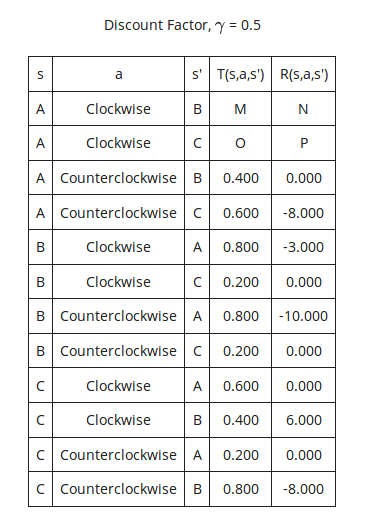 Discount Factor, γ = 0.5
s a s' T(s,a,s') R(s,a,s')
A Clockwise B M N
A Clockwise C O P
A Counterclockwise B 0.400 0.000
A Counterclockwise C 0.600 -8.000
B Clockwise A 0.800 -3.000
B Clockwise C 0.200 0.000
B Counterclockwise A 0.800 -10.000
B Counterclockwise C 0.200 0.000
C Clockwise A 0.600 0.000
C Clockwise B 0.400 6.000
C Counterclockwise A 0.200 0.000
C Counterclockwise B 0.800 -8.000